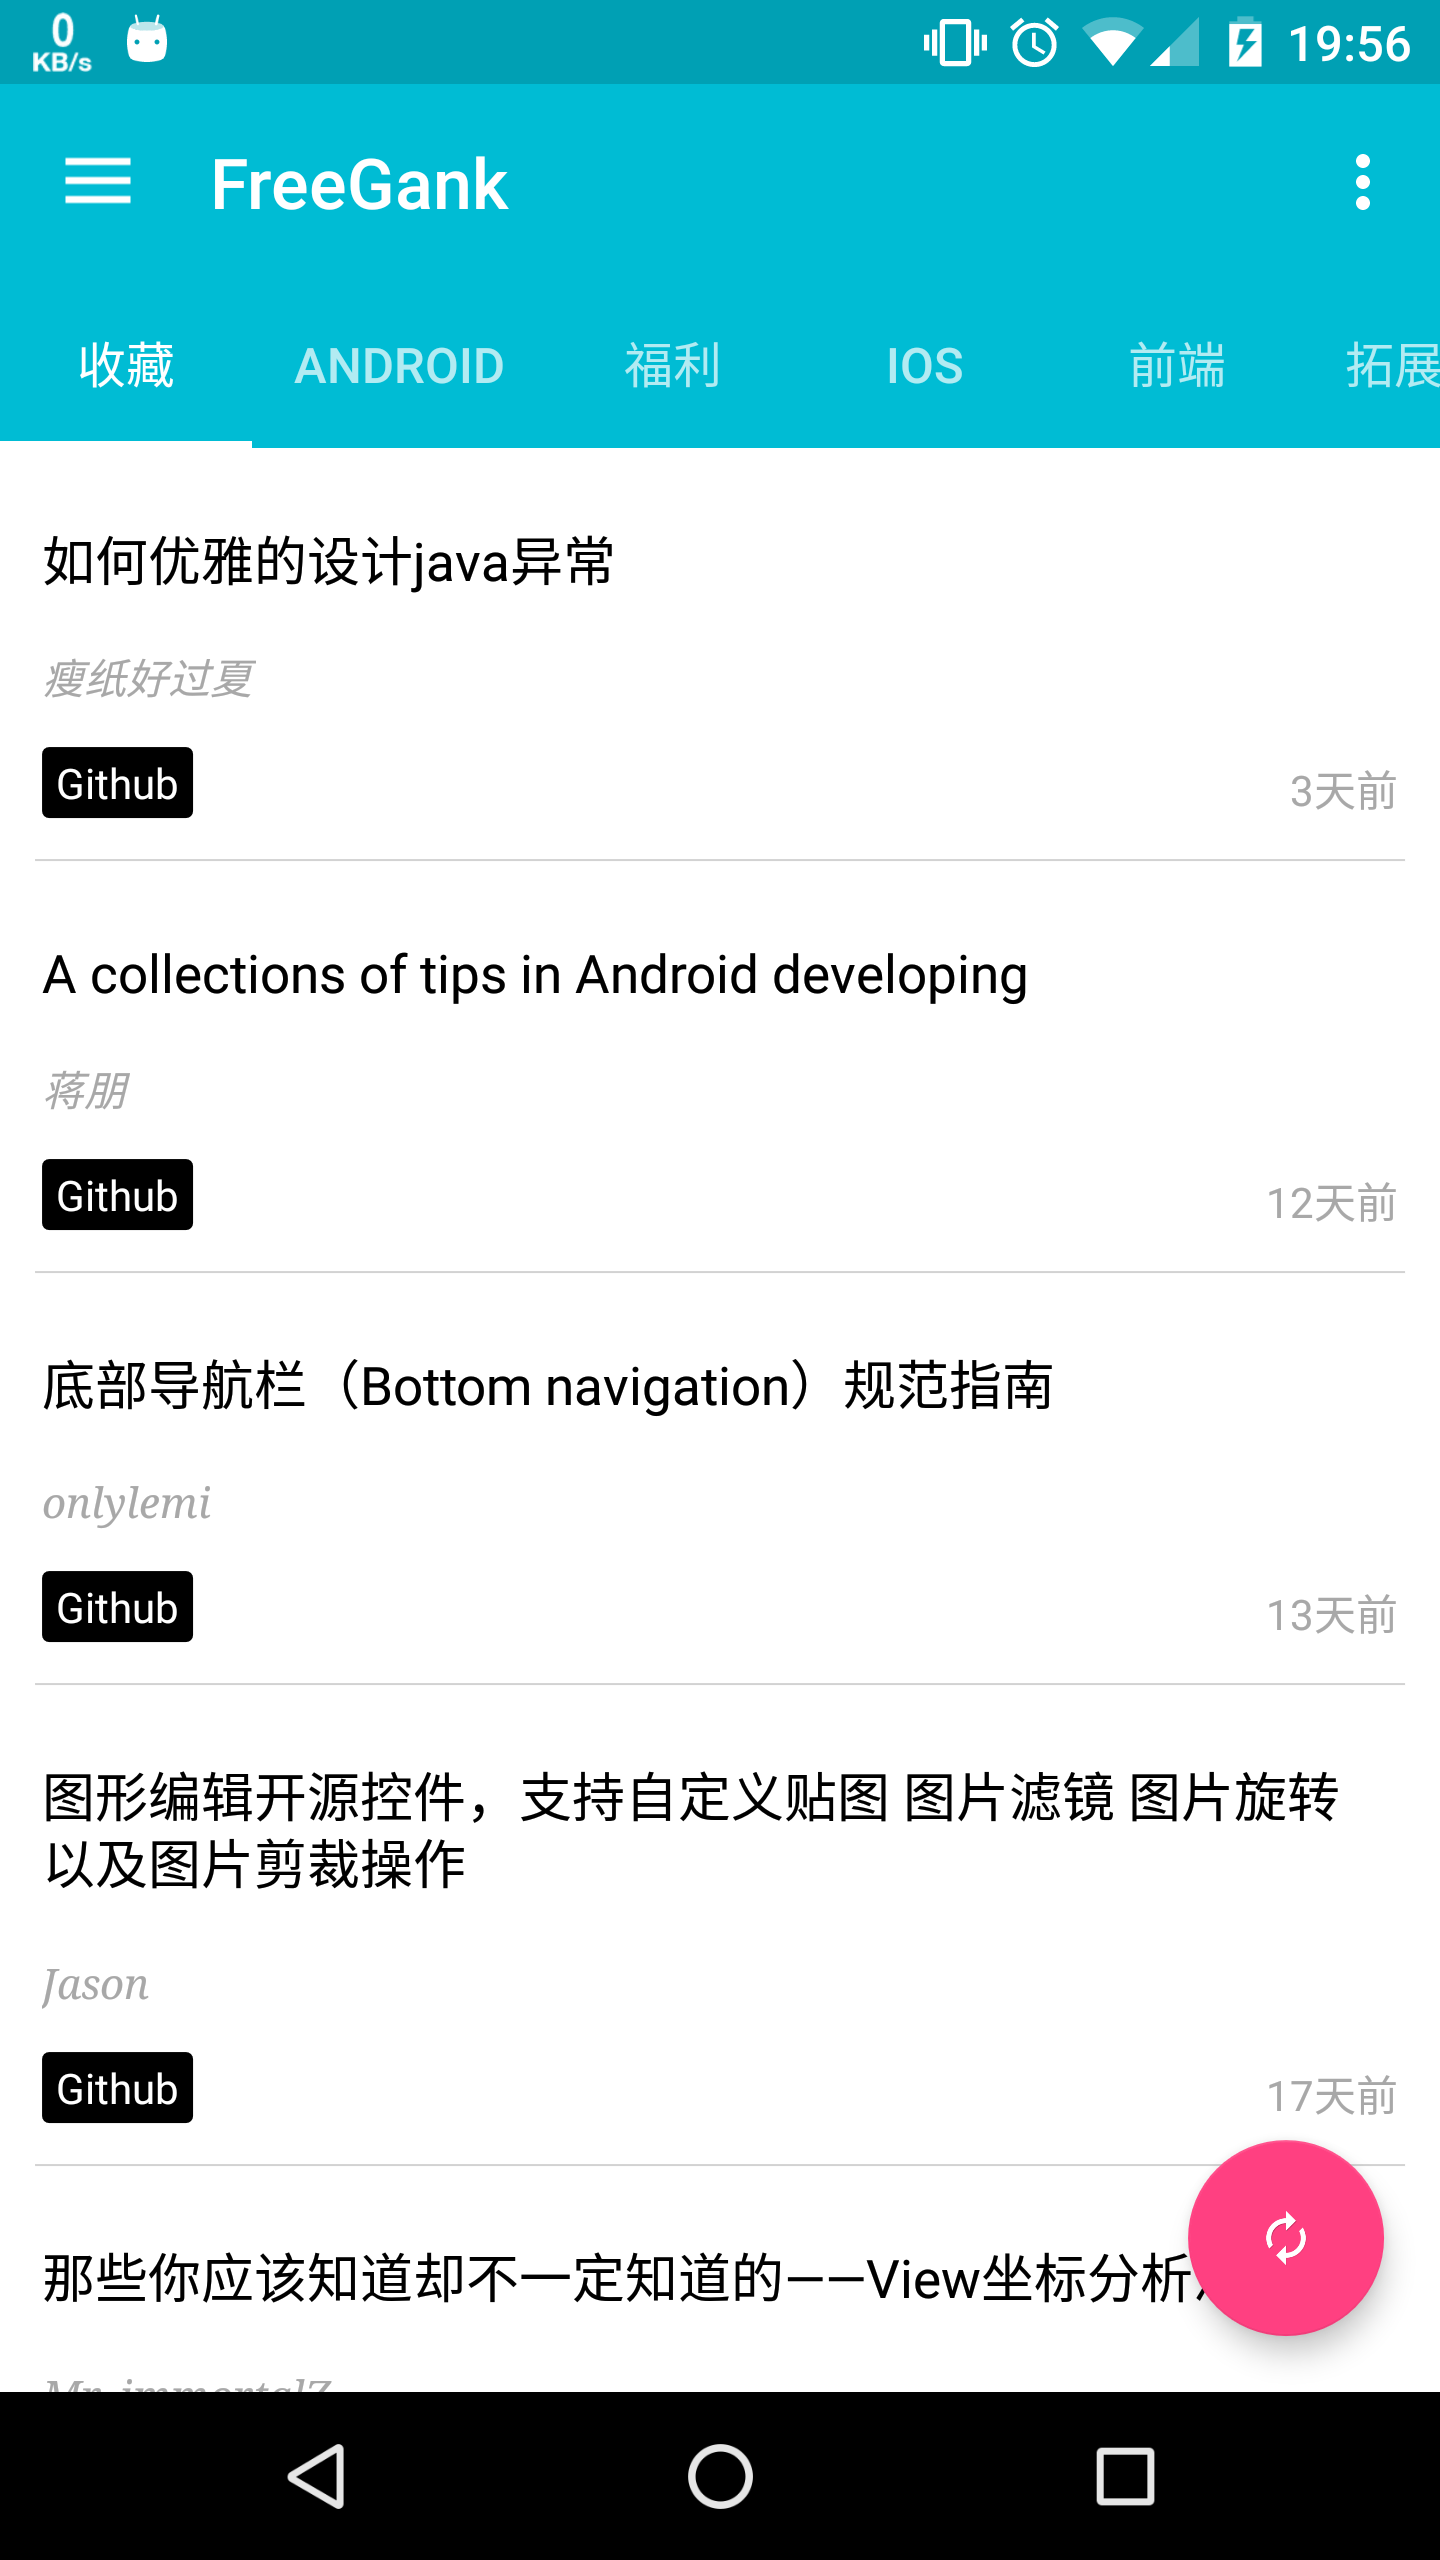 0
KB/s
19:56
FreeGank
收藏
ANDROID
福利
IOS
前端
拓展
如何优雅的设计java异常
瘦纸好过夏
Github
3天前
A collections of tips in Android developing
蒋朋
Github
12天前
底部导航栏（Bottom navigation）规范指南
onlylemi
Github
13天前
图形编辑开源控件，支持自定义贴图 图片滤镜 图片旋转
以及图片剪裁操作
Jason
Github
17天前
那些你应该知道却不一定知道的——View坐标分析